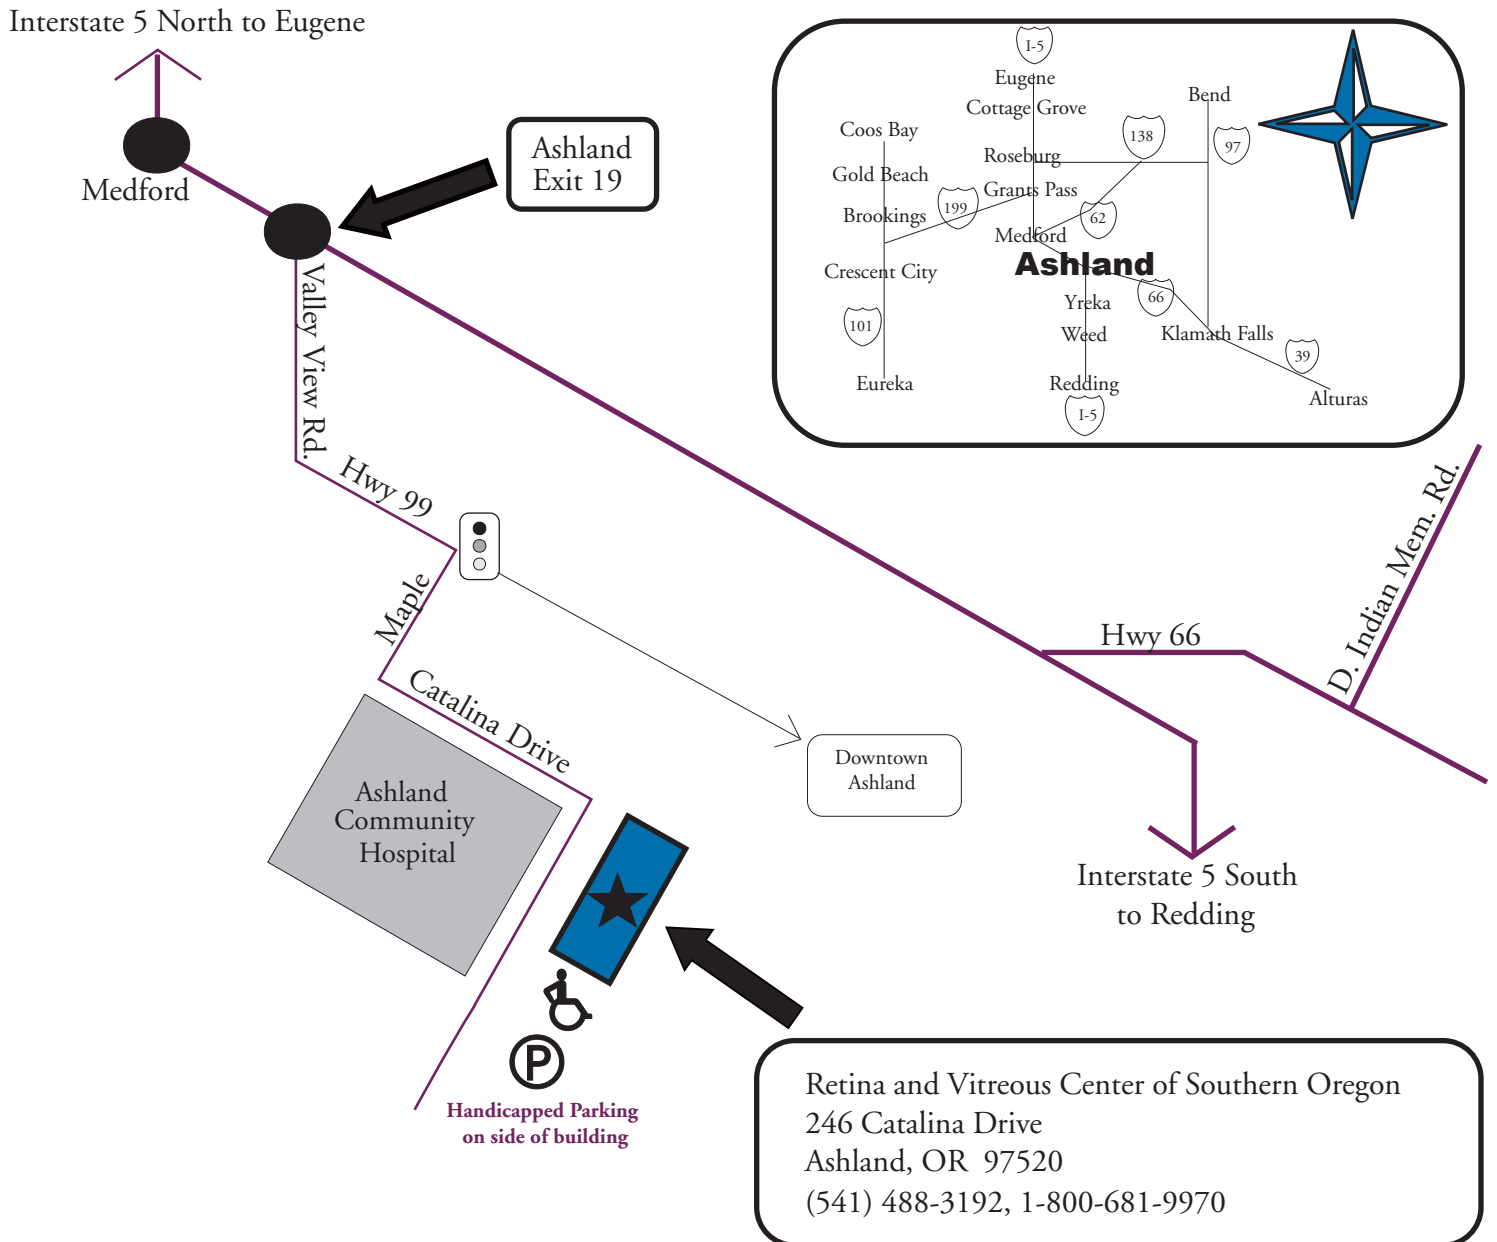 Interstate 5 North to Eugene
Medford
Ashland
Exit 19
I-5
Eugene
Cottage Grove
Bend
Coos Bay
138
97
Roseburg
Gold Beach
Grants Pass
199
Brookings
62
Medford
Ashland
Crescent City
66
Yreka
101
Weed
Klamath Falls
39
Eureka
Redding
Alturas
I-5
Valley View Rd.
Hwy 99
Maple
Catalina Drive
Hwy 66
D. Indian Mem. Rd.
Downtown
Ashland
Ashland
Community
Hospital
Interstate 5 South
to Redding
P
Handicapped Parking
on side of building
Retina and Vitreous Center of Southern Oregon
246 Catalina Drive
Ashland, OR  97520
(541) 488-3192, 1-800-681-9970